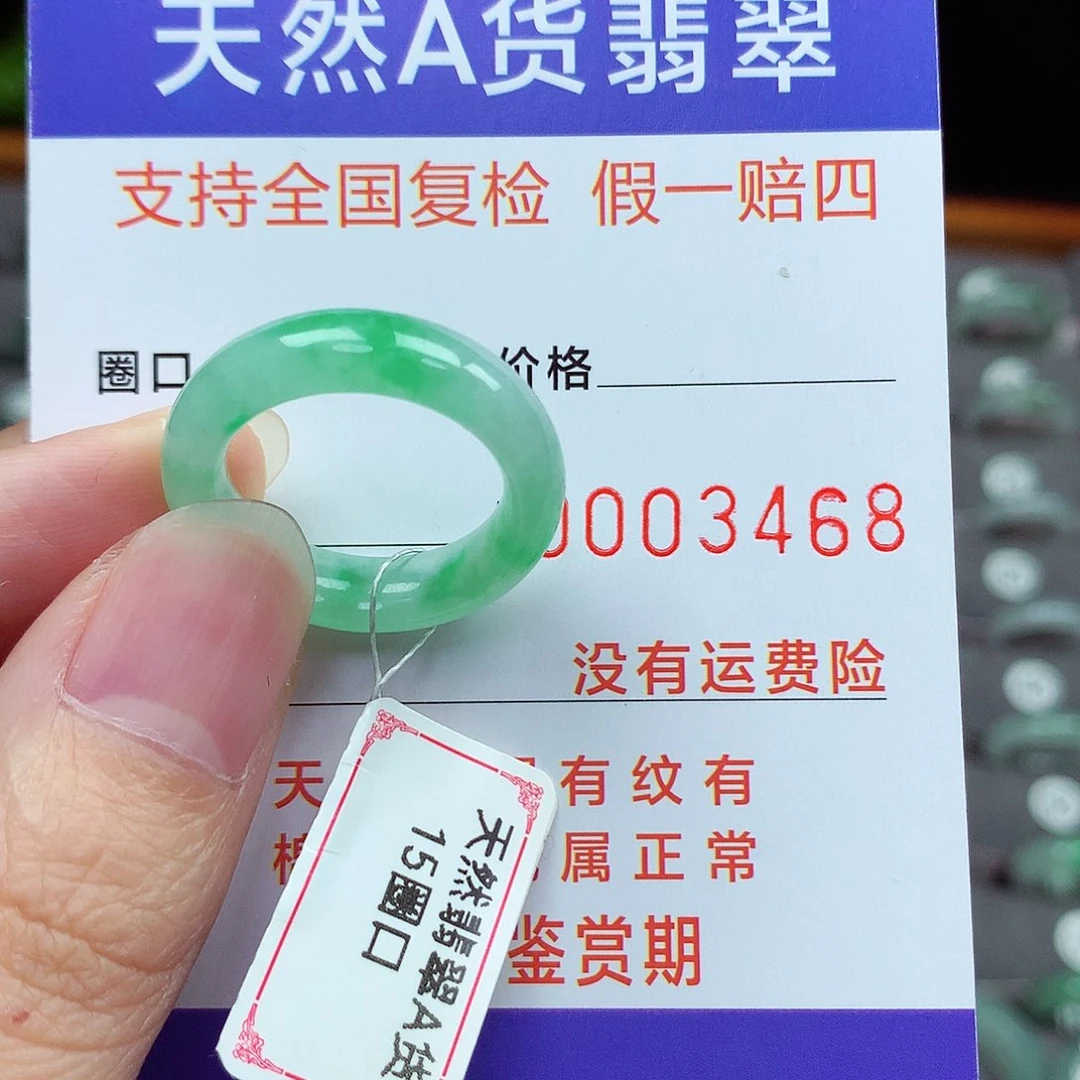 天然A货翡翠
支持全国复检 假一赔四
圈口
价格
0003468
没有运费险
天 有纹有
棉 属正常
鉴赏期
天然翡翠A货
15圈口